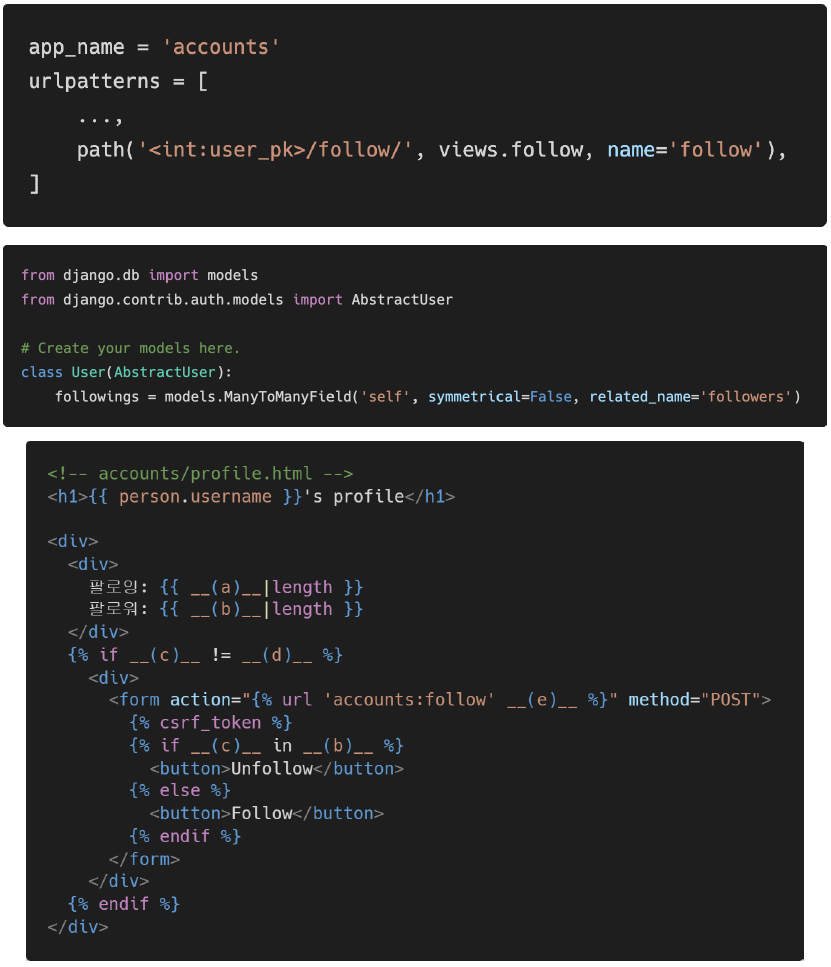 app_name = 'accounts'
urlpatterns = [
    ...,
    path('<int:user_pk>/follow/', views.follow, name='follow'),
]
from django.db import models
from django.contrib.auth.models import AbstractUser
# Create your models here.
class User(AbstractUser):
    followings = models.ManyToManyField('self', symmetrical=False, related_name='followers')
<!-- accounts/profile.html -->
<h1>{{ person.username }}'s profile</h1>
<div>
  <div>
    팔로잉: {{ __(a)__|length }}
    팔로워: {{ __(b)__|length }}
  </div>
  {% if __(c)__ != __(d)__ %}
    <div>
      <form action="{% url 'accounts:follow' __(e)__ %}" method="POST">
        {% csrf_token %}
        {% if __(c)__ in __(b)__ %}
          <button>Unfollow</button>
        {% else %}
          <button>Follow</button>
        {% endif %}
      </form>
    </div>
  {% endif %}
</div>